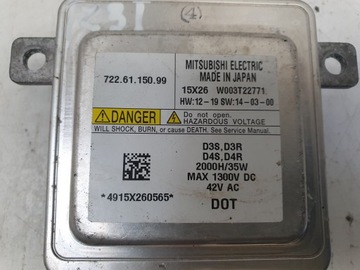 (4)
722.61.150.99
MITSUBISHI ELECTRIC
MADE IN JAPAN
15X26 W003T22771
HW:12-19 SW:14-03-00
DANGER
Do not open.
HAZARDOUS VOLTAGE
WILL SHOCK, BURN, or cause DEATH. See Service Manual.
D3S,D3R
D4S,D4R
2000H/35W
MAX 1300V DC
42V AC
*4915X260565*
DOT